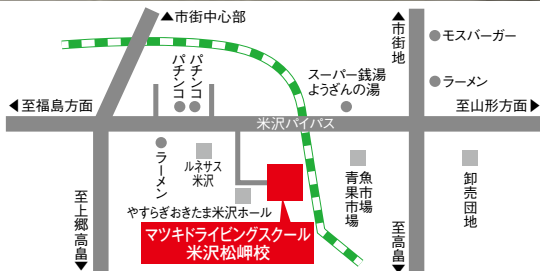 ▲市街中心部
▲市街地
モスバーガー
パチンコ
パチンコ
スーパー銭湯
ようざんの湯
ラーメン
◀至福島方面
至山形方面▶
米沢バイパス
ラーメン
ルネサス
米沢
魚市場
青果市場
卸売団地
やすらぎおきたま米沢ホール
至上郷高畠▼
至高畠▼
マツキドライビングスクール
米沢松岬校